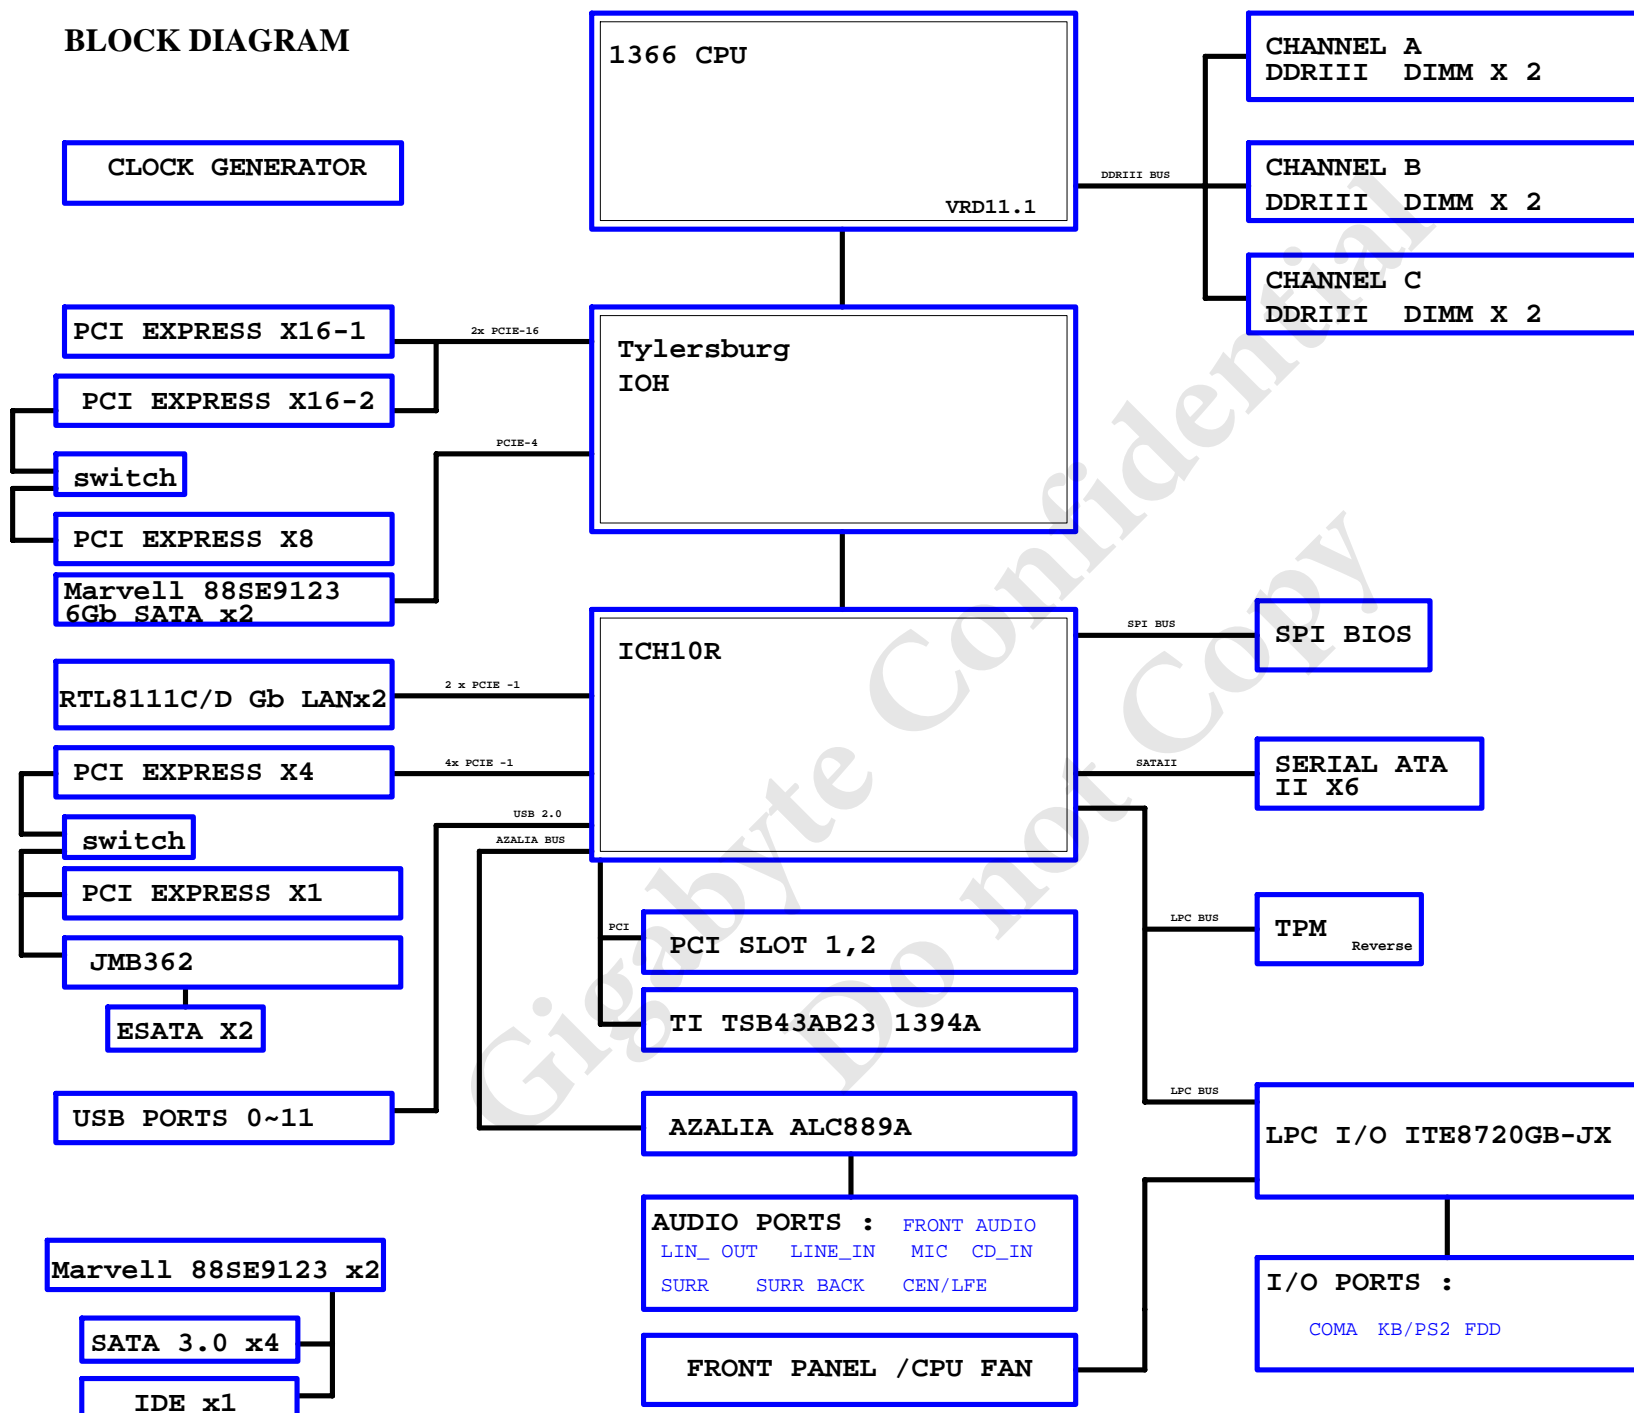 BLOCK DIAGRAM
1366 CPU
VRD11.1
CHANNEL A
DDRIII DIMM X 2
CLOCK GENERATOR
DDRIII BUS
CHANNEL B
DDRIII DIMM X 2
CHANNEL C
DDRIII DIMM X 2
PCI EXPRESS X16-1
2x PCIE-16
Tylersburg
IOH
PCI EXPRESS X16-2
PCIE-4
switch
PCI EXPRESS X8
Marvell 88SE9123
6Gb SATA x2
ICH10R
SPI BUS
SPI BIOS
RTL8111C/D Gb LANx2
2 x PCIE -1
PCI EXPRESS X4
4x PCIE -1
SATAII
SERIAL ATA
II X6
USB 2.0
AZALIA BUS
switch
PCI EXPRESS X1
JMB362
ESATA X2
PCI
PCI SLOT 1,2
LPC BUS
TPM
Reverse
TI TSB43AB23 1394A
USB PORTS 0~11
AZALIA ALC889A
LPC BUS
LPC I/O ITE8720GB-JX
AUDIO PORTS : FRONT AUDIO
LIN_ OUT LINE_IN MIC CD_IN
SURR SURR BACK CEN/LFE
Marvell 88SE9123 x2
SATA 3.0 x4
IDE x1
I/O PORTS :
COMA KB/PS2 FDD
FRONT PANEL /CPU FAN
Gigabyte Confidential
Do not Copy